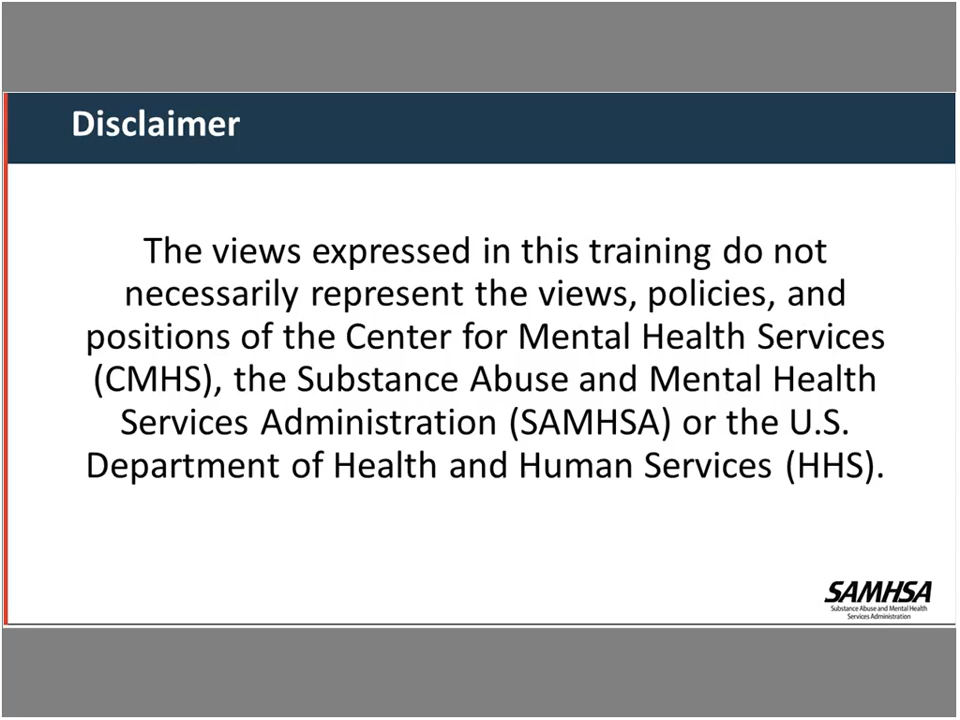 Disclaimer
The views expressed in this training do not
necessarily represent the views, policies, and
positions of the Center for Mental Health Services
(CMHS), the Substance Abuse and Mental Health
Services Administration (SAMHSA) or the U.S.
Department of Health and Human Services (HHS).
SAMHSA
Substance Abuse and Mental Health
Services Administration